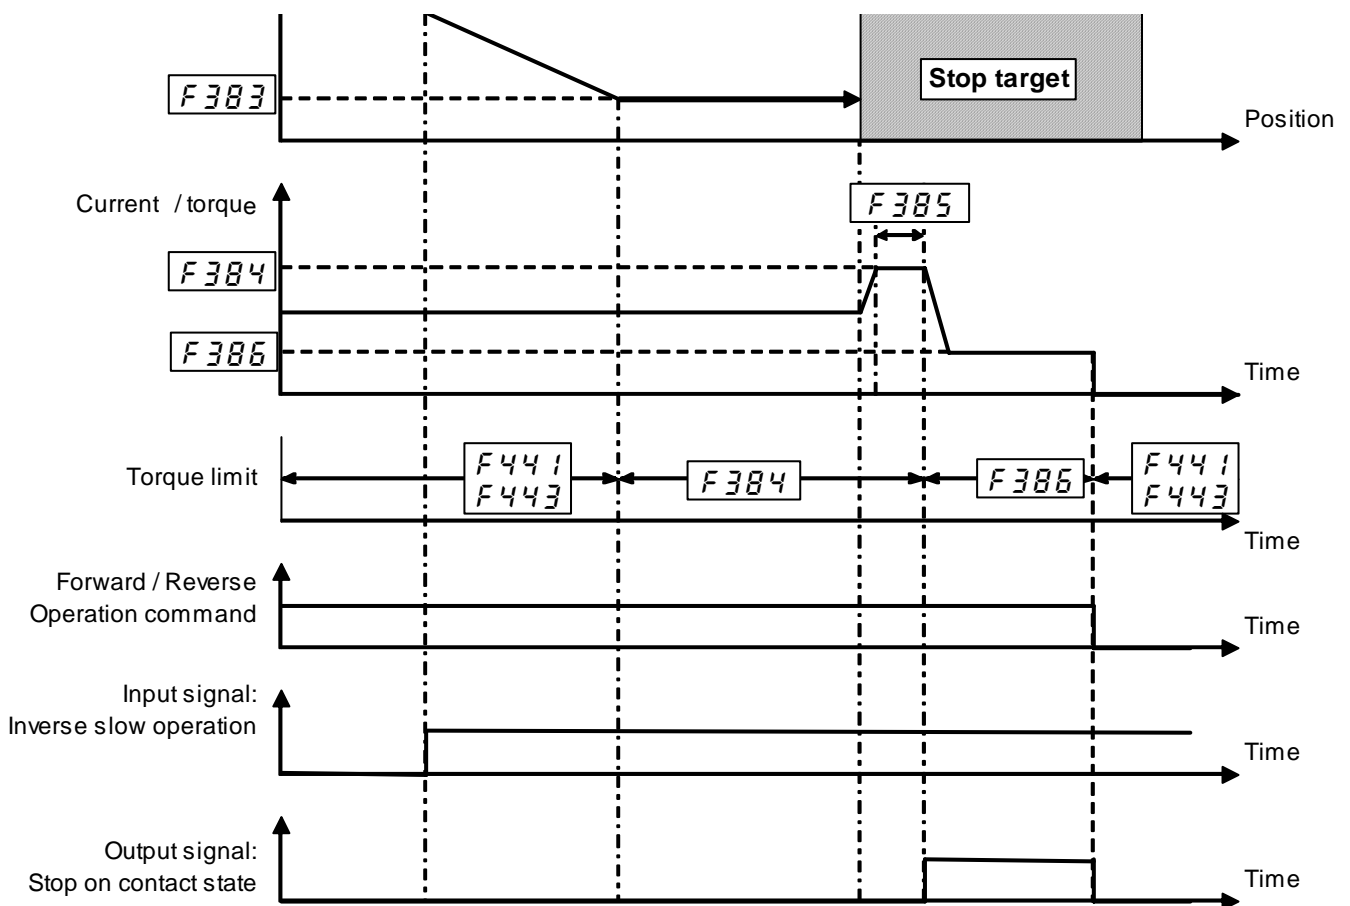 Stop target
F383
Position
Current / torque
F385
F384
F386
Time
Torque limit
F441
F443
F384
F386
F441
F443
Time
Forward / Reverse
Operation command
Time
Input signal:
Inverse slow operation
Time
Output signal:
Stop on contact state
Time